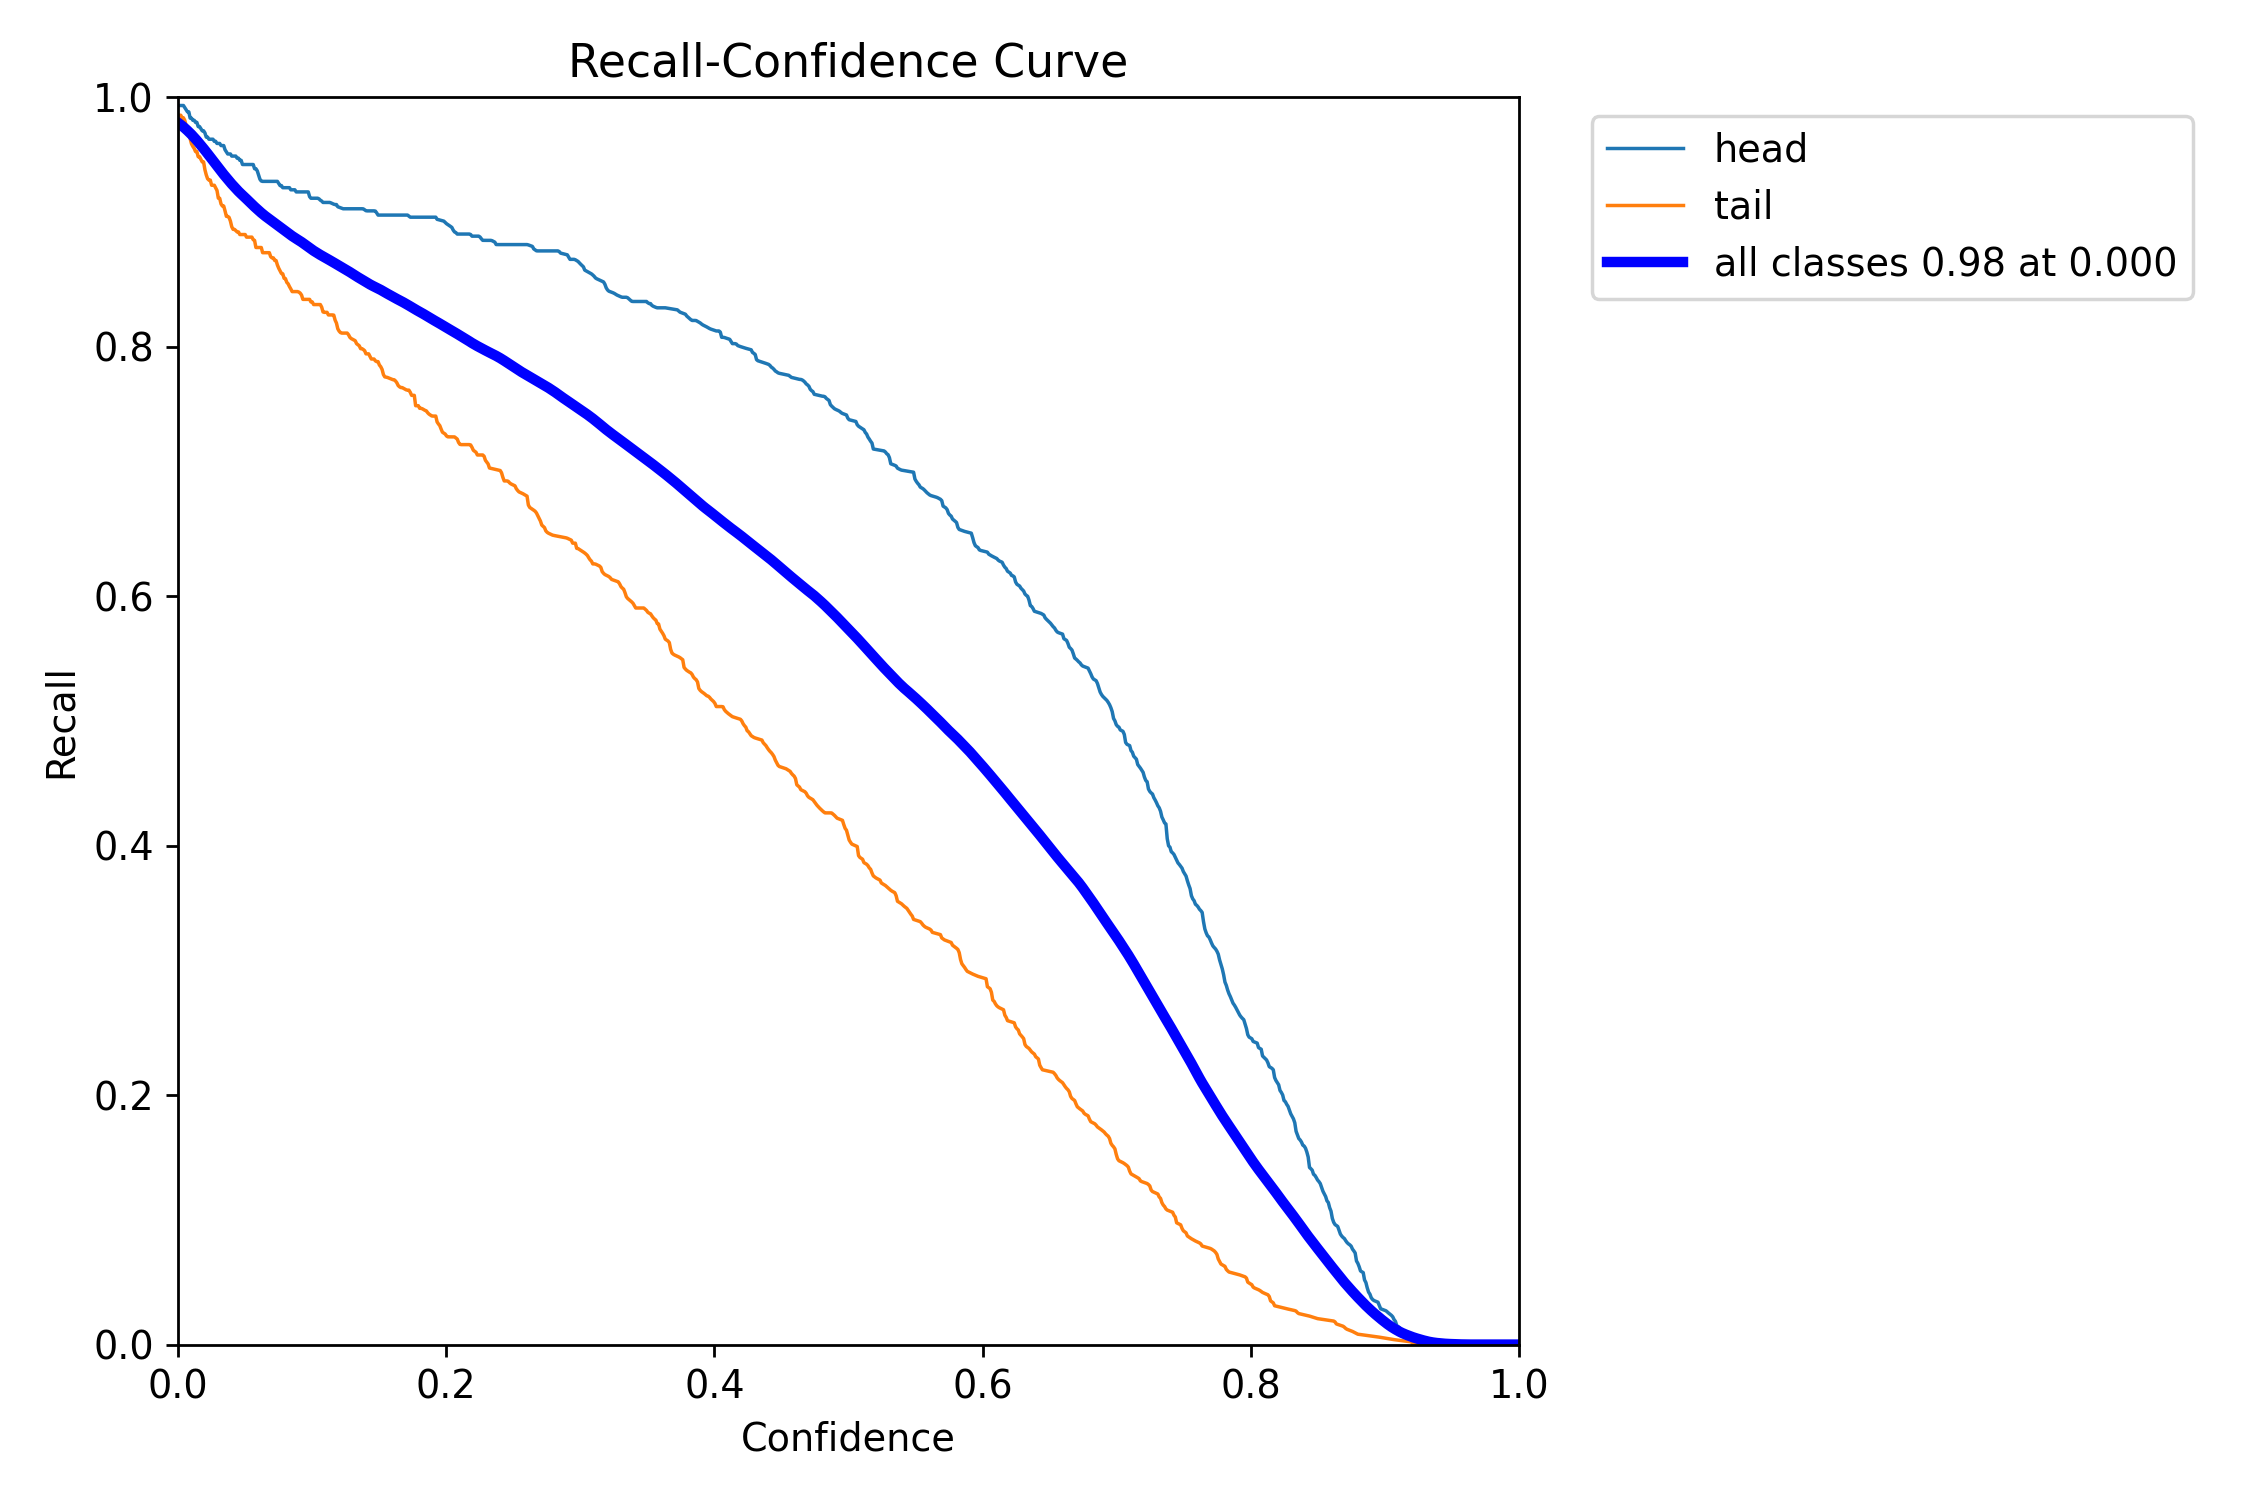 Recall-Confidence Curve
1.0
0.8
0.6
0.4
0.2
0.0
Recall
0.0 0.2 0.4 0.6 0.8 1.0
Confidence
head
tail
all classes 0.98 at 0.000